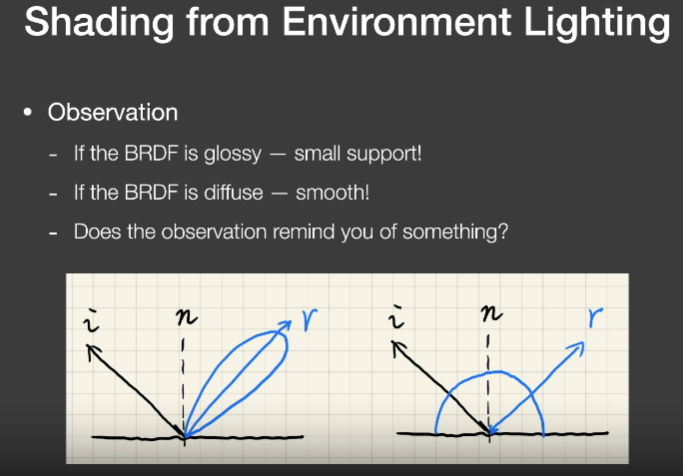 Shading from Environment Lighting
• Observation
- If the BRDF is glossy — small support!
- If the BRDF is diffuse — smooth!
- Does the observation remind you of something?
i n r i n r